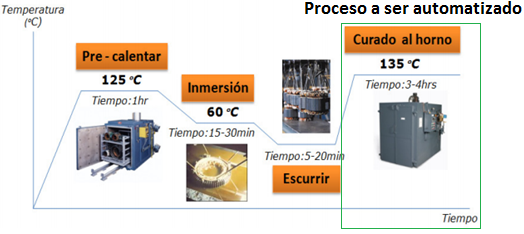 Proceso a ser automatizado
Temperatura
(ºC)
Pre - calentar
125 ºC
Tiempo:1hr
Inmersión
60 ºC
Tiempo:15-30min
Tiempo:5-20min
Escurrir
Curado al horno
135 ºC
Tiempo:3-4hrs
Tiempo